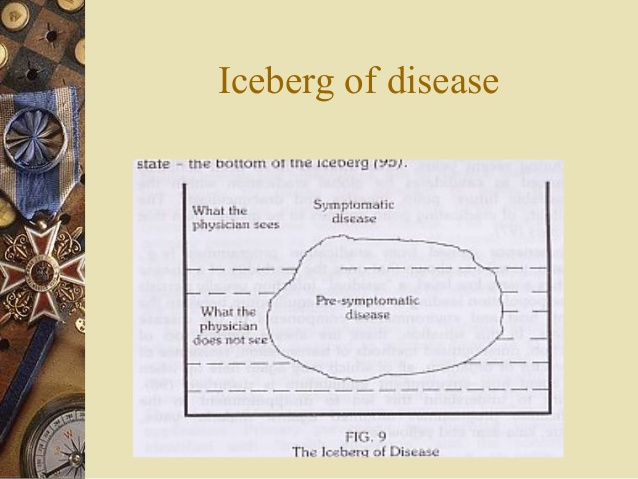 Iceberg of disease
state – the bottom of the iceberg (95).
What the
physician sees
Symptomatic
disease
What the
physician
does not see
Pre-symptomatic
disease
FIG. 9
The Iceberg of Disease